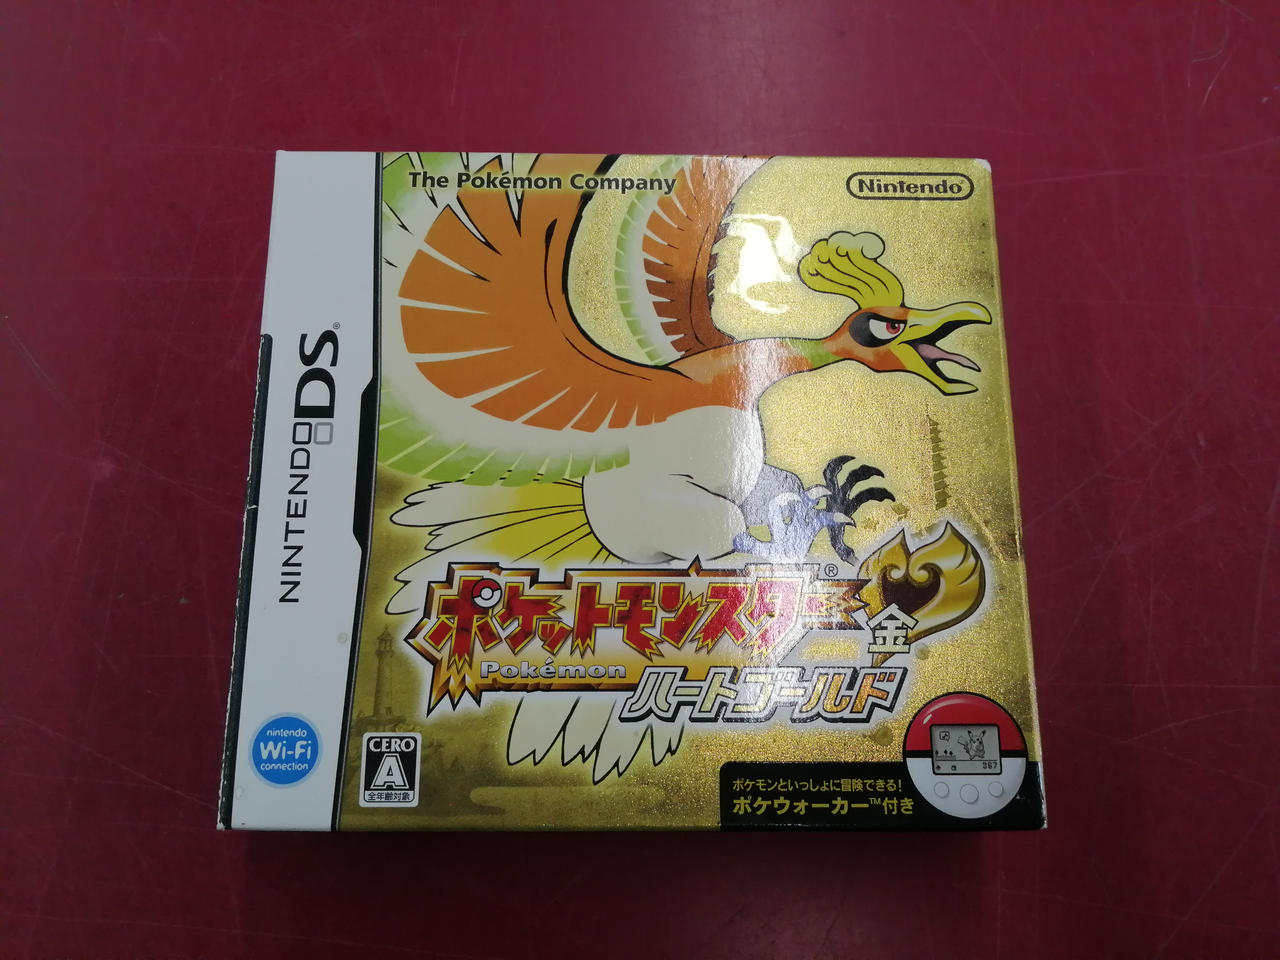 The Pokémon Company
Nintendo
NINTENDO DS®
ポケットモンスター®
Pokémon
金
ハートゴールド
nintendo
Wi-Fi
connection
CERO
A
全年齢対象
ポケモンといっしょに冒険できる!
ポケウォーカー™付き
367